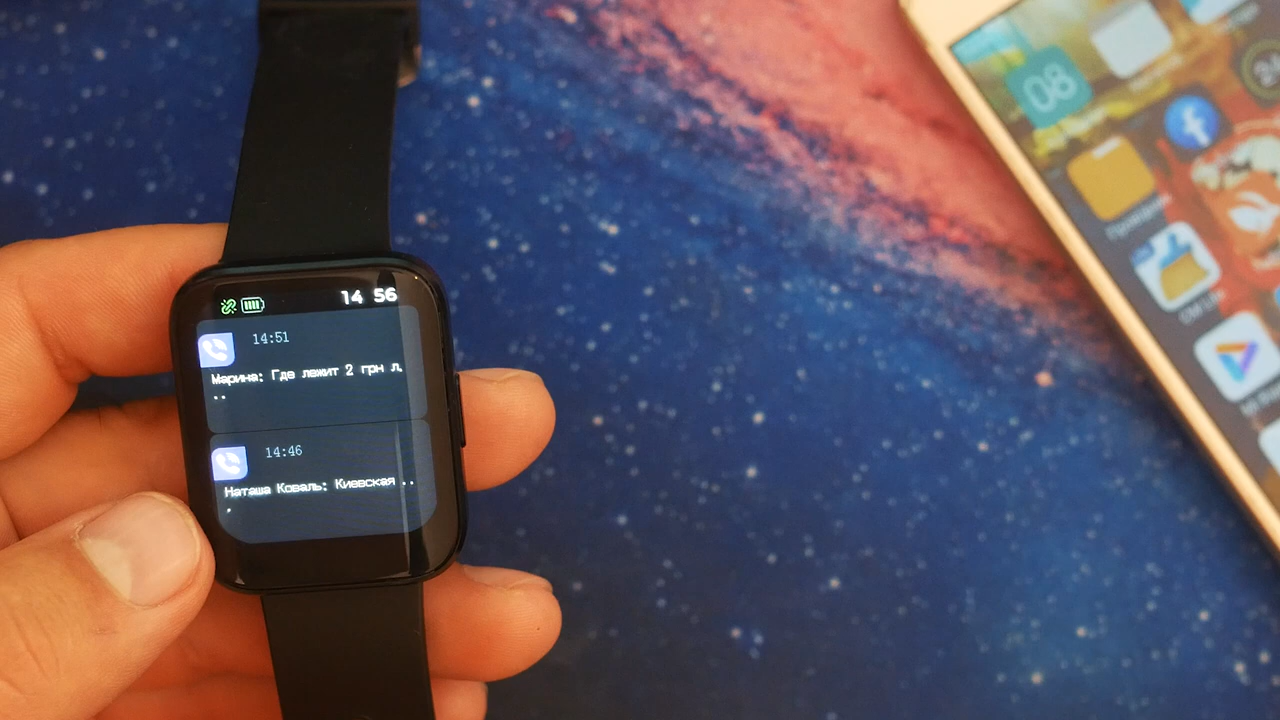 14 56
14:51
Марина: Где лежит 2 грн л.
..
14:46
Наташа Коваль: Киевская ..
.
08
f